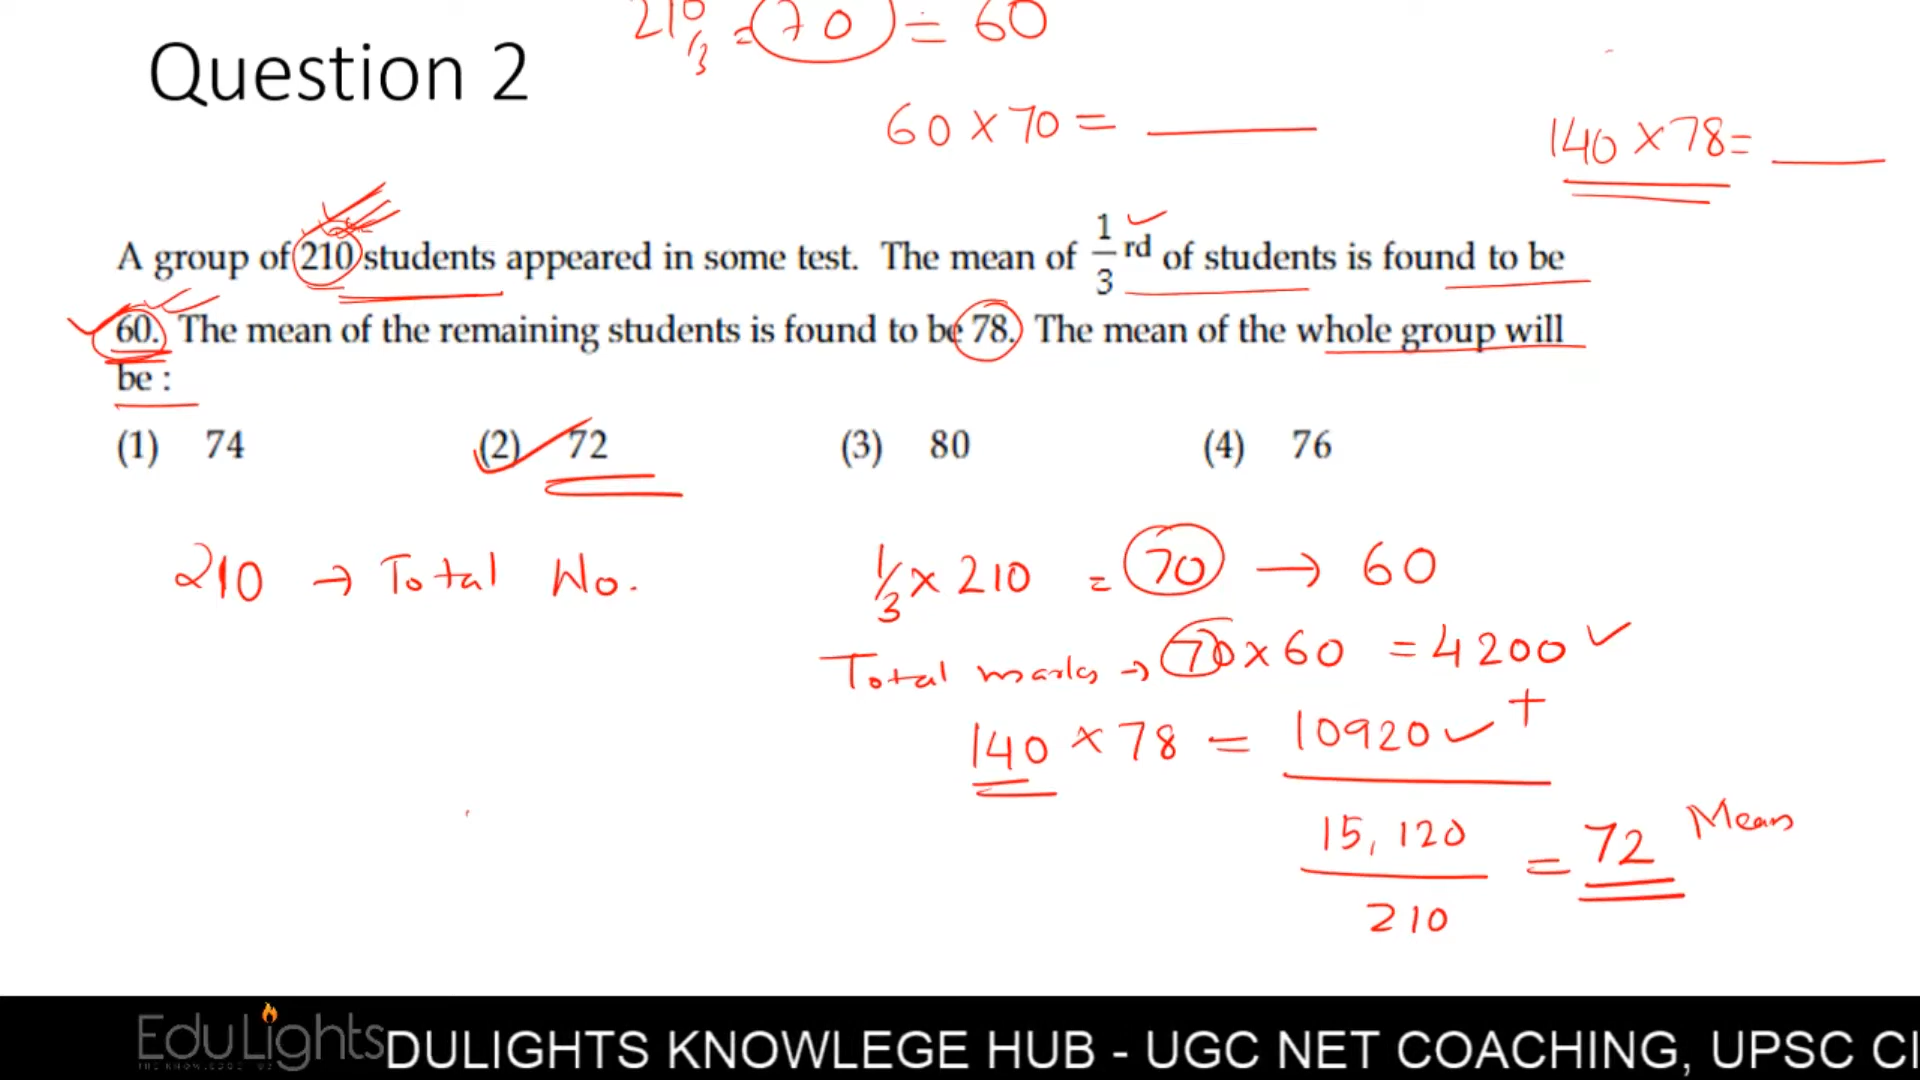 210
1/3 = 70 = 60
Question 2
60 × 70 =
140 × 78 =
A group of 210 students appeared in some test. The mean of 1/3 rd of students is found to be
60. The mean of the remaining students is found to be 78. The mean of the whole group will
be :
(1) 74 (2) 72 (3) 80 (4) 76
210 → Total No.
1/3 × 210 = 70 → 60
Total marks → 70 × 60 = 4200
+
140 × 78 = 10920
15,120
210
= 72 Mean
EduLights
DULIGHTS KNOWLEGE HUB - UGC NET COACHING, UPSC CI